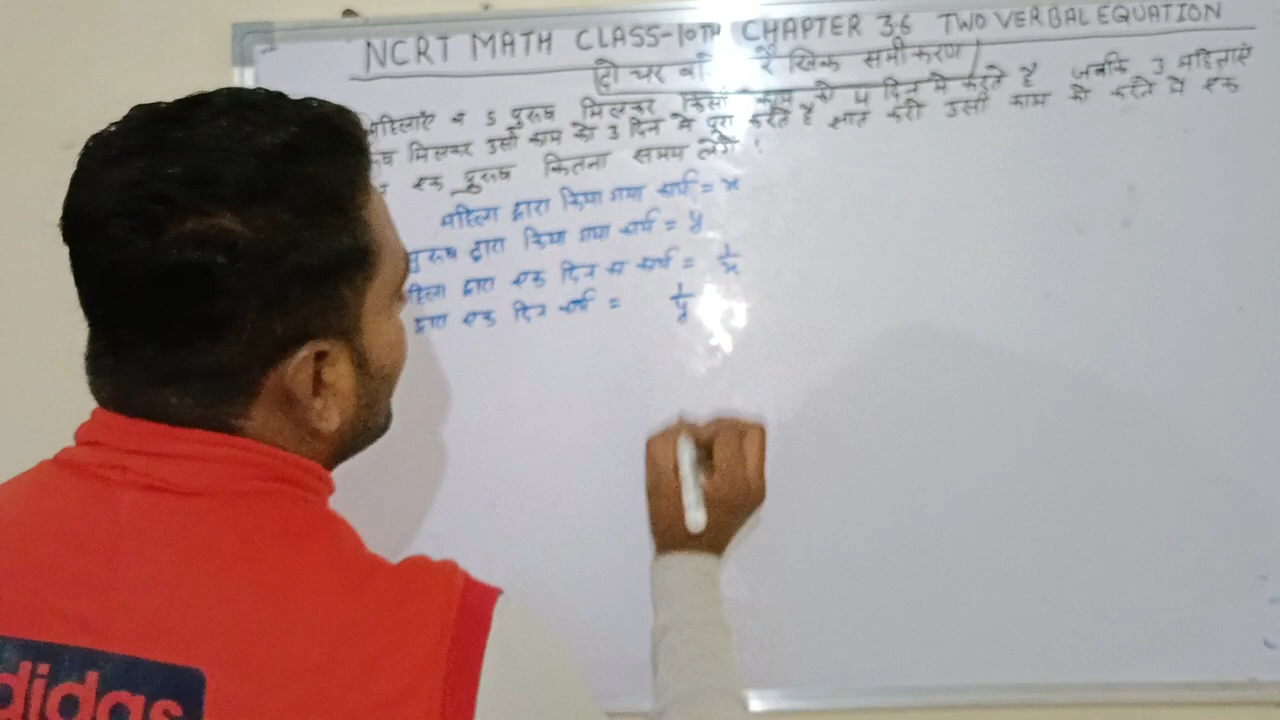 NCRT MATH CLASS-10TH CHAPTER 3.6 TWO VERBAL EQUATION
दो चर रैखिक समीकरण
महिलाएं व 5 पुरूष मिलकर किसी काम को 4 दिन में करते है जबकि 3 महिलाएं
मिलकर उसी काम को 3 दिन में पूरा करते है ज्ञात करो उसी काम को करने में एक
एक पुरूष कितना समय लेगें ?
महिला द्वारा किया गया कार्य = x
पुरूष द्वारा किया गया कार्य = y
द्वारा एक दिन का कार्य = 1/x
द्वारा एक दिन कार्य = 1/y
didas